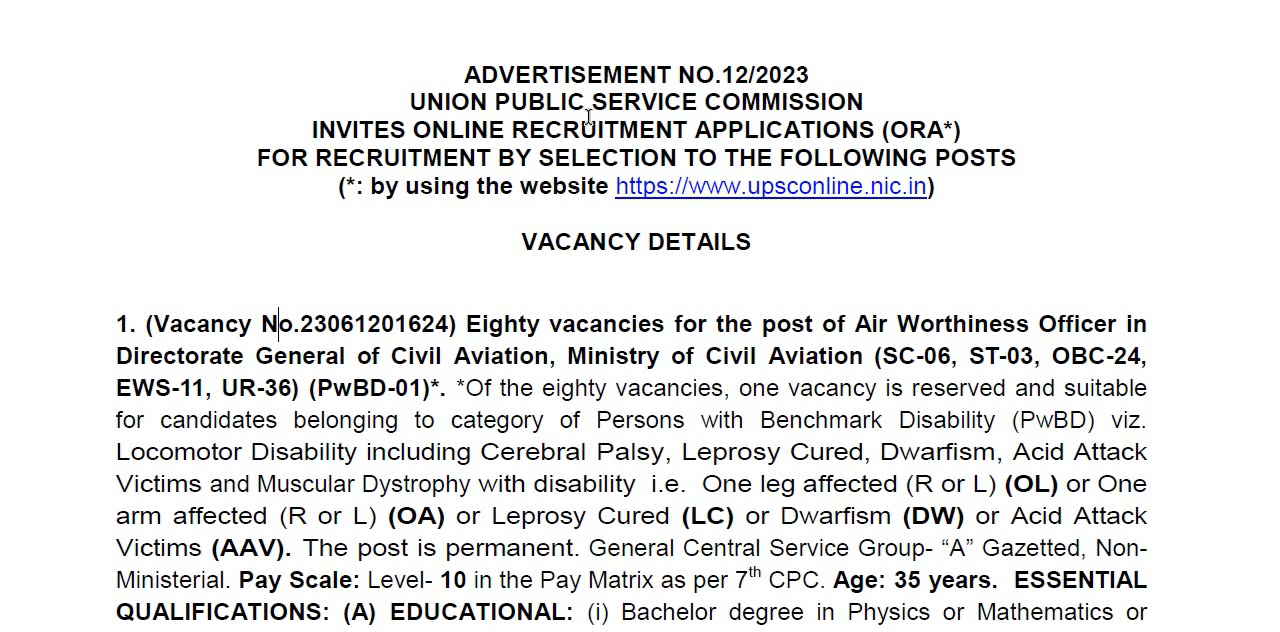 ADVERTISEMENT NO.12/2023
UNION PUBLIC SERVICE COMMISSION
INVITES ONLINE RECRUITMENT APPLICATIONS (ORA*)
FOR RECRUITMENT BY SELECTION TO THE FOLLOWING POSTS
(*: by using the website https://www.upsconline.nic.in)
VACANCY DETAILS
1. (Vacancy No.23061201624) Eighty vacancies for the post of Air Worthiness Officer in
Directorate General of Civil Aviation, Ministry of Civil Aviation (SC-06, ST-03, OBC-24,
EWS-11, UR-36) (PwBD-01)*. *Of the eighty vacancies, one vacancy is reserved and suitable
for candidates belonging to category of Persons with Benchmark Disability (PwBD) viz.
Locomotor Disability including Cerebral Palsy, Leprosy Cured, Dwarfism, Acid Attack
Victims and Muscular Dystrophy with disability i.e. One leg affected (R or L) (OL) or One
arm affected (R or L) (OA) or Leprosy Cured (LC) or Dwarfism (DW) or Acid Attack
Victims (AAV). The post is permanent. General Central Service Group- “A” Gazetted, Non-
Ministerial. Pay Scale: Level- 10 in the Pay Matrix as per 7th CPC. Age: 35 years. ESSENTIAL
QUALIFICATIONS: (A) EDUCATIONAL: (i) Bachelor degree in Physics or Mathematics or